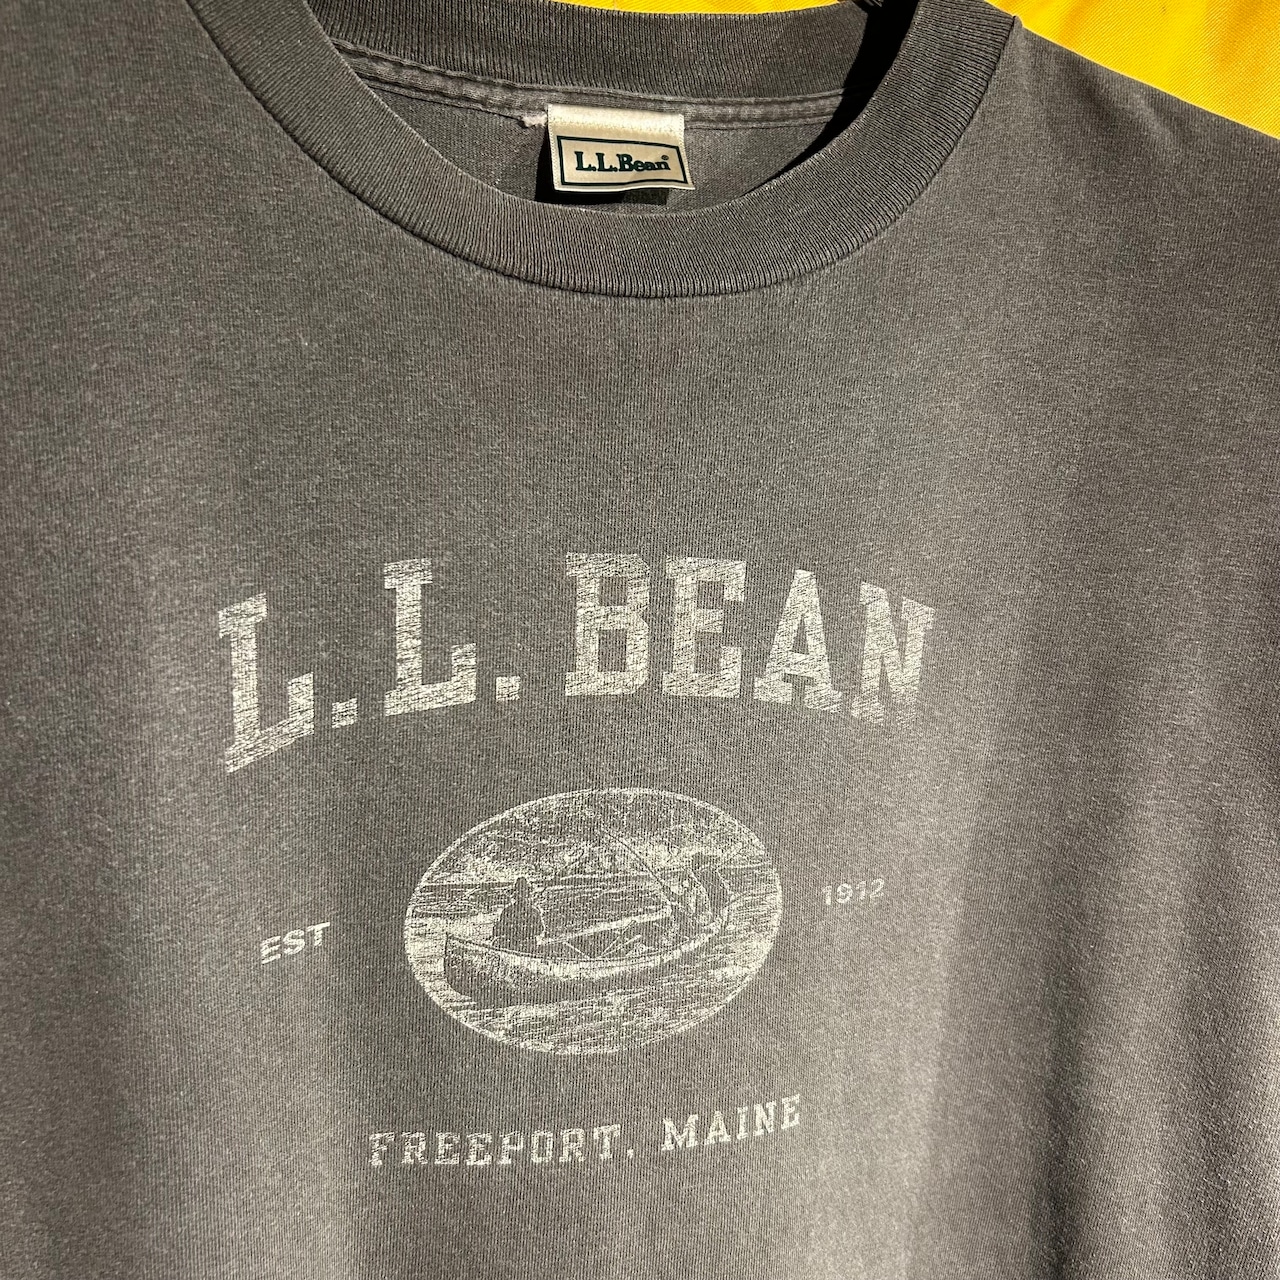 L.L.Bean®
L.L. BEAN
EST 1912
FREEPORT, MAINE